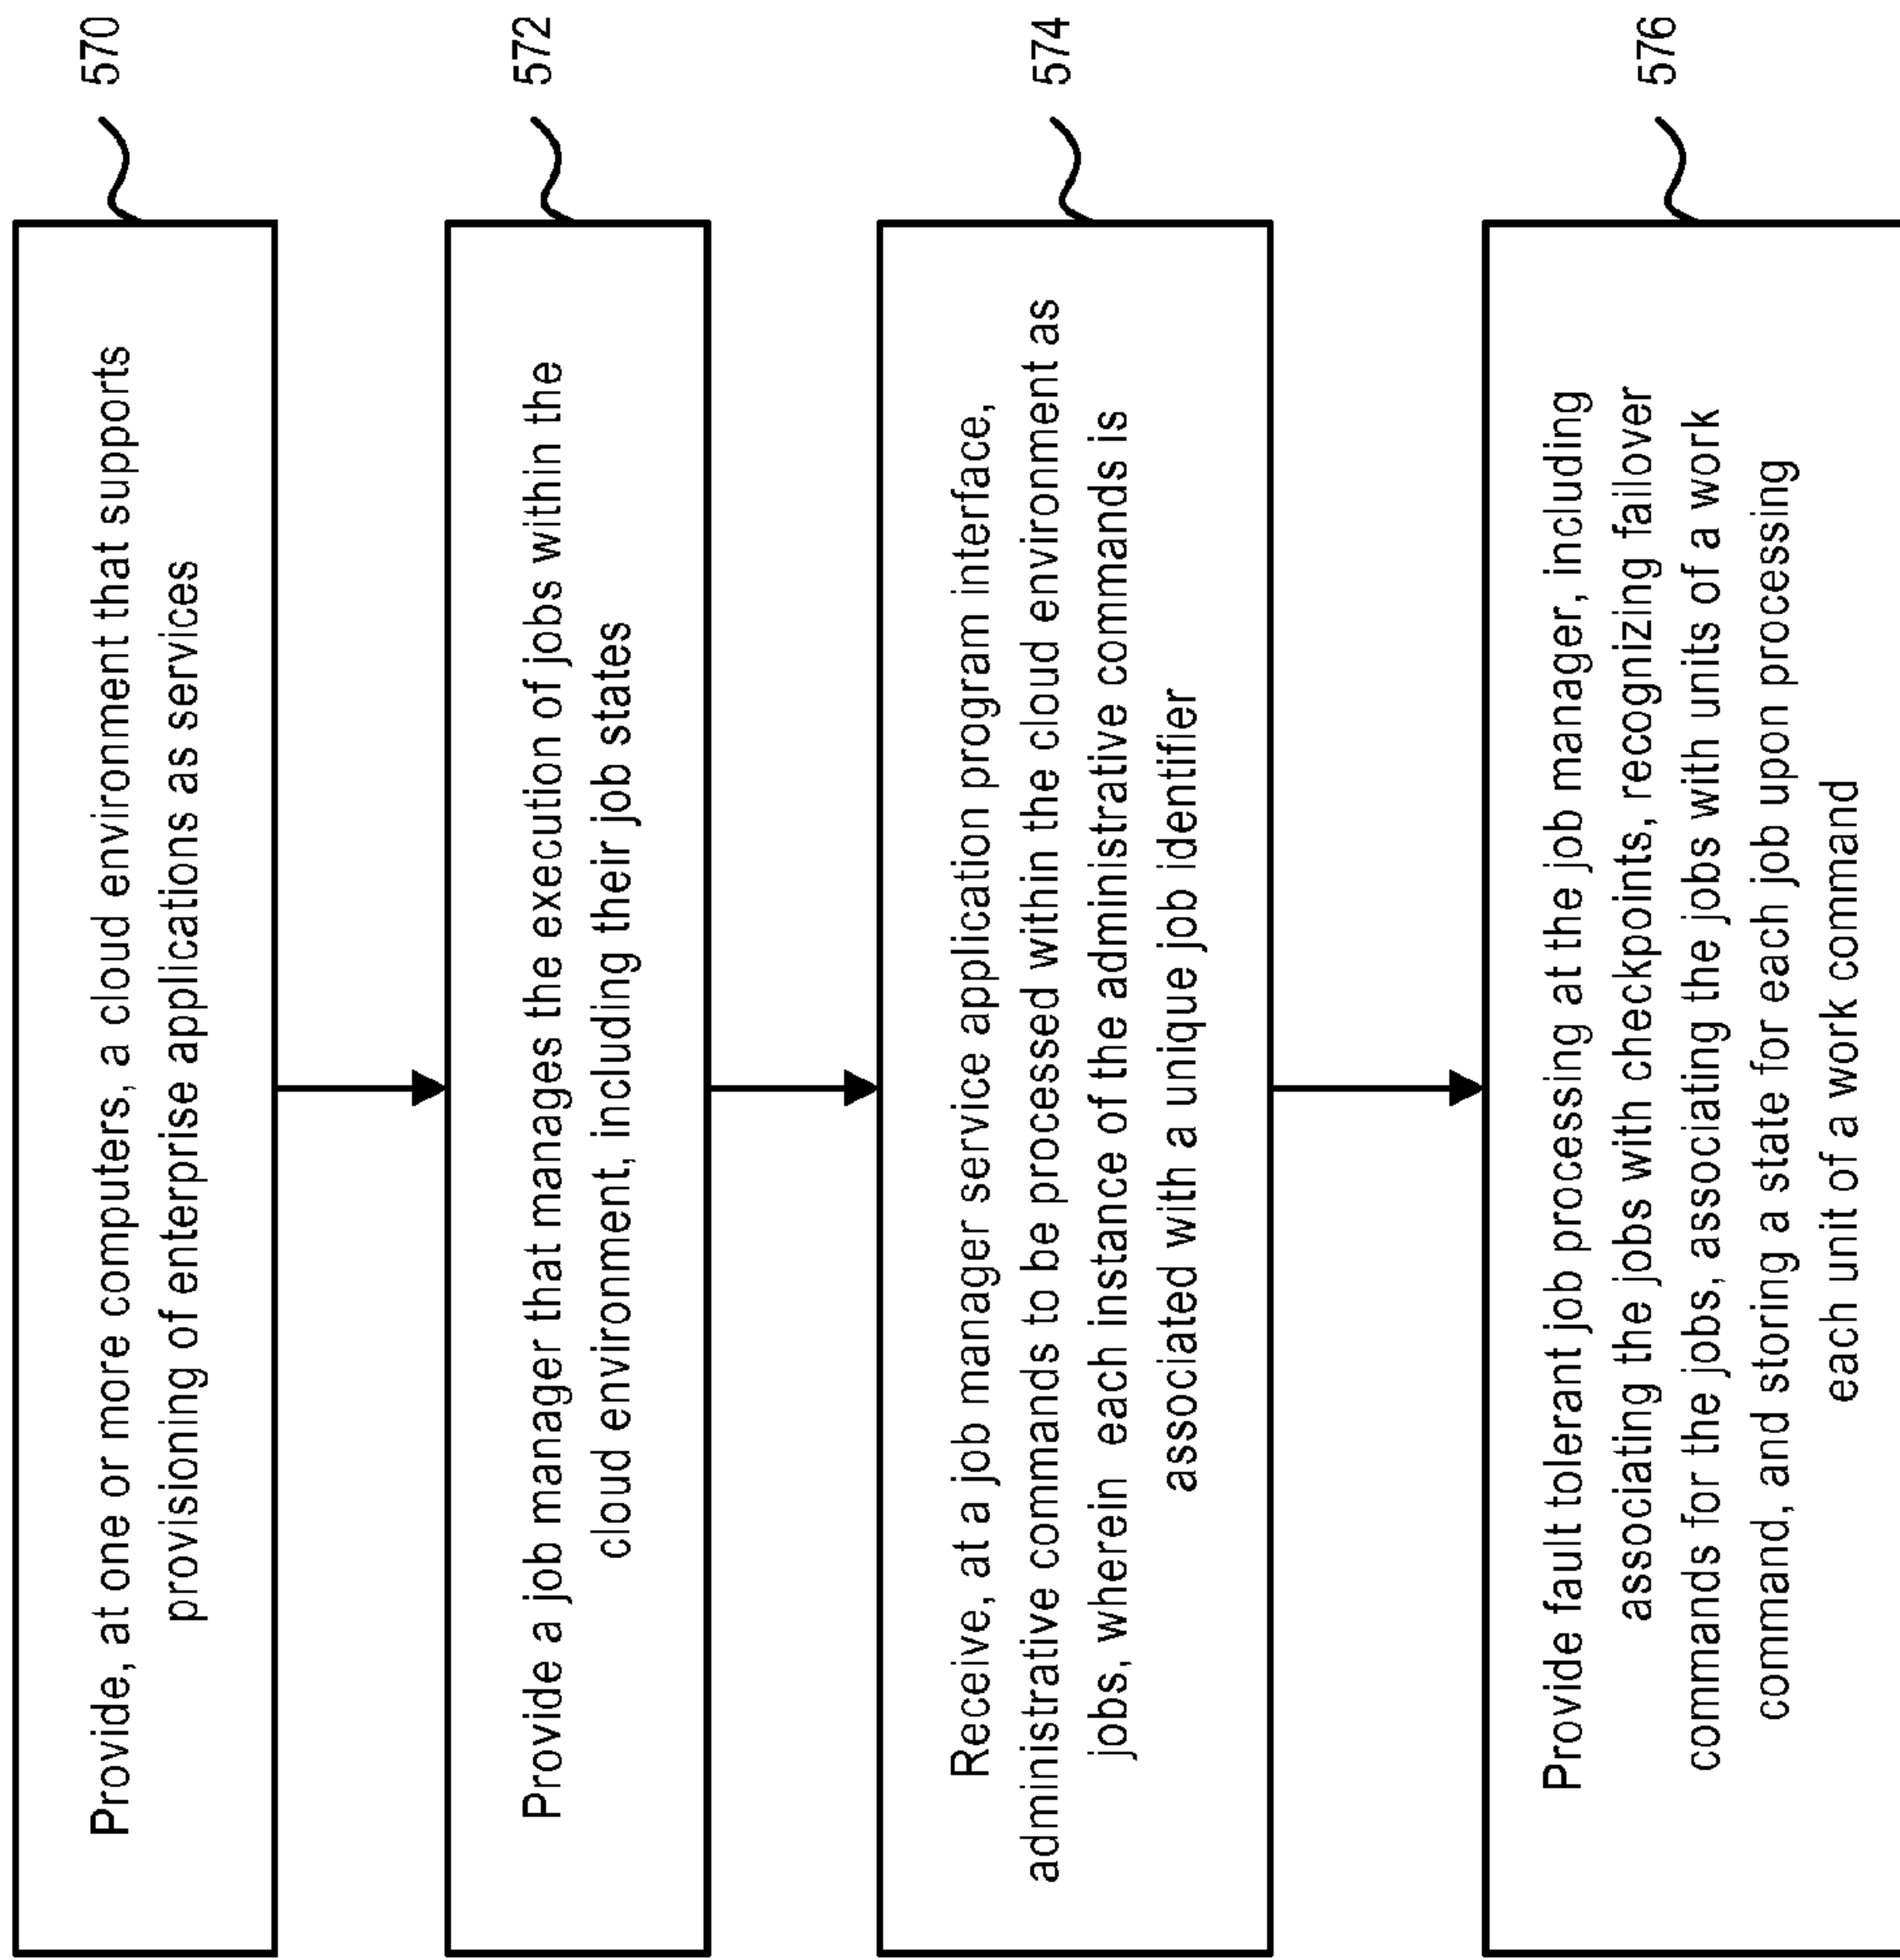 570
Provide, at one or more computers, a cloud environment that supports
provisioning of enterprise applications as services
572
Provide a job manager that manages the execution of jobs within the
cloud environment, including their job states
574
Receive, at a job manager service application program interface,
administrative commands to be processed within the cloud environment as
jobs, wherein each instance of the administrative commands is
associated with a unique job identifier
576
Provide fault tolerant job processing at the job manager, including
associating the jobs with checkpoints, recognizing failover
commands for the jobs, associating the jobs with units of a work
command, and storing a state for each job upon processing
each unit of a work command